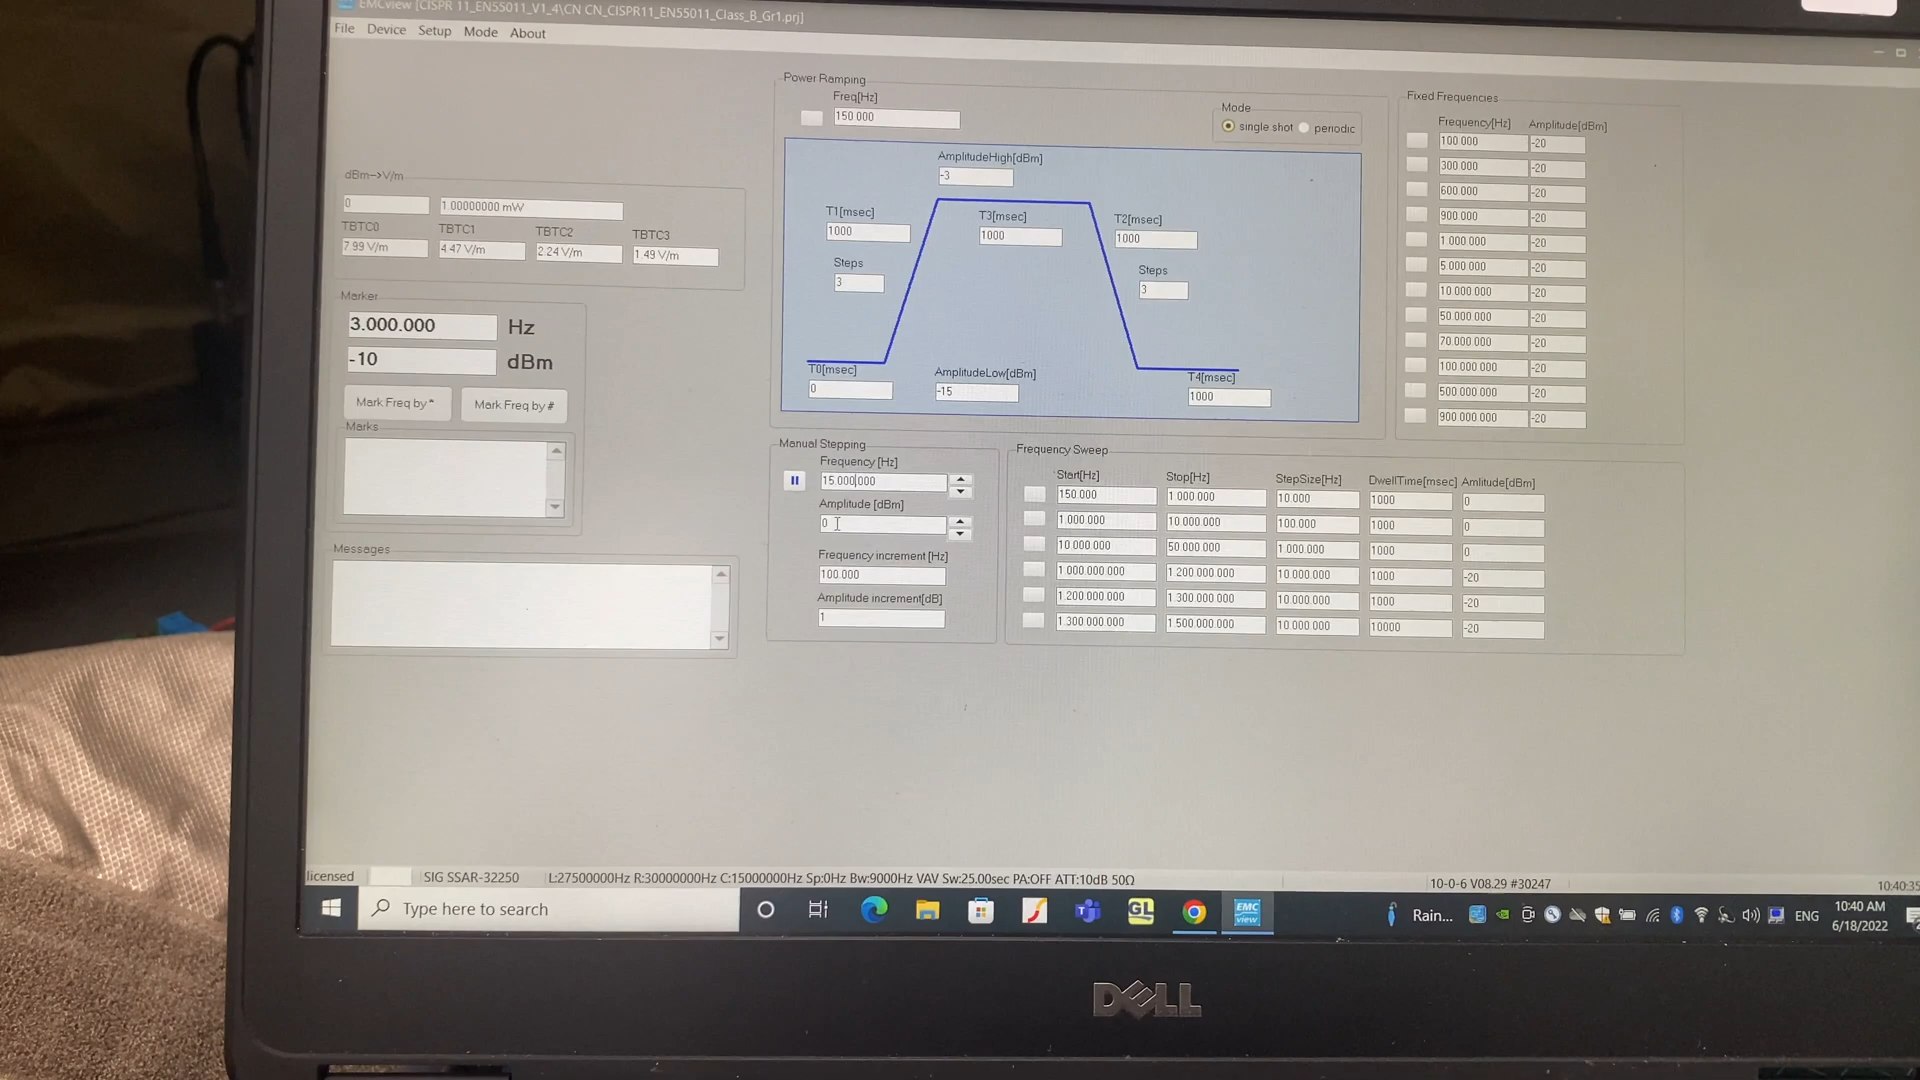 EMCview [CISPR 11_EN55011_V1_4\CN CN_CISPR11_EN55011_Class_B_Gr1.prj]
File Device Setup Mode About
Power Ramping
Freq[Hz]
150 000
Mode
single shot periodic
AmplitudeHigh[dBm]
-3
T1[msec]
1000
T3[msec]
1000
T2[msec]
1000
Steps
3
Steps
3
T0[msec]
0
AmplitudeLow[dBm]
-15
T4[msec]
1000
Fixed Frequencies
Frequency[Hz] Amplitude[dBm]
100 000 -20
300 000 -20
600 000 -20
900.000 -20
1.000 000 -20
5 000.000 -20
10.000 000 -20
50 000 000 -20
70.000 000 -20
100 000 000 -20
500 000 000 -20
900 000 000 -20
dBm->V/m
0 1.00000000 mW
TBTC0 TBTC1 TBTC2 TBTC3
7.99 V/m 4.47 V/m 2.24 V/m 1.49 V/m
Marker
3.000.000 Hz
-10 dBm
Mark Freq by * Mark Freq by #
Marks
Messages
Manual Stepping
Frequency [Hz]
15.000.000
Amplitude [dBm]
0
Frequency increment [Hz]
100.000
Amplitude increment[dB]
1
Frequency Sweep
Start[Hz] Stop[Hz] StepSize[Hz] DwellTime[msec] Amlitude[dBm]
150.000 1 000.000 10.000 1000 0
1.000.000 10 000.000 100.000 1000 0
10 000.000 50 000.000 1.000.000 1000 0
1 000 000.000 1.200 000.000 10.000.000 1000 -20
1.200 000.000 1.300 000.000 10 000.000 1000 -20
1.300 000.000 1 500 000.000 10 000.000 10000 -20
licensed SIG SSAR-32250 L:27500000Hz R:30000000Hz C:15000000Hz Sp:0Hz Bw:9000Hz VAV Sw:25.00sec PA:OFF ATT:10dB 50Ω 10-0-6 V08.29 #30247 10:40:35
Type here to search
GL
EMC
view
Rain...
ENG
10:40 AM
6/18/2022
DELL